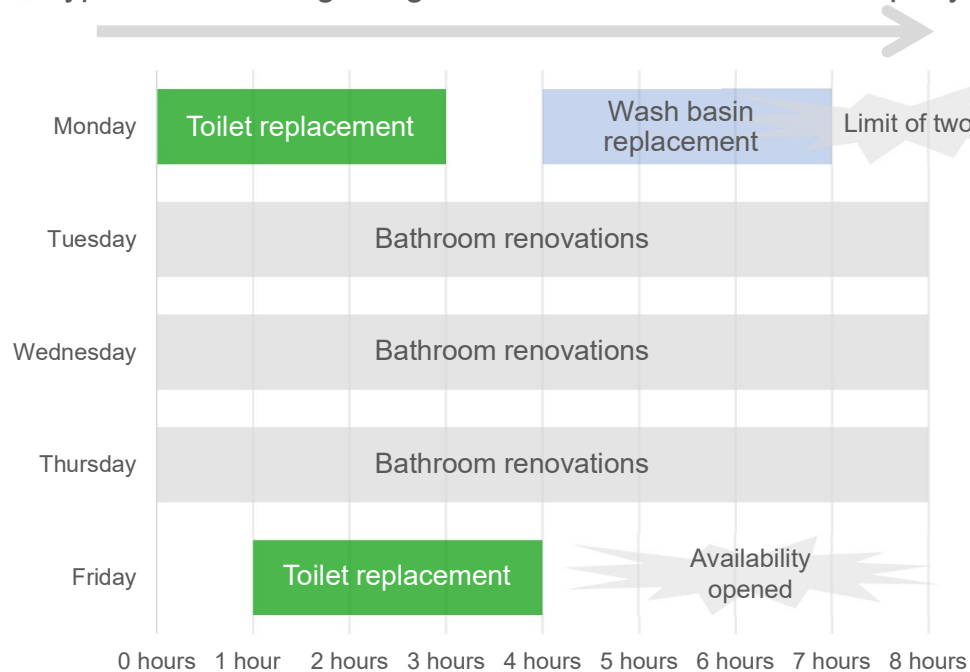 Monday
Toilet replacement
Wash basin
replacement
Limit of two
Tuesday
Bathroom renovations
Wednesday
Bathroom renovations
Thursday
Bathroom renovations
Friday
Toilet replacement
Availability
opened
0 hours 1 hour 2 hours 3 hours 4 hours 5 hours 6 hours 7 hours 8 hours